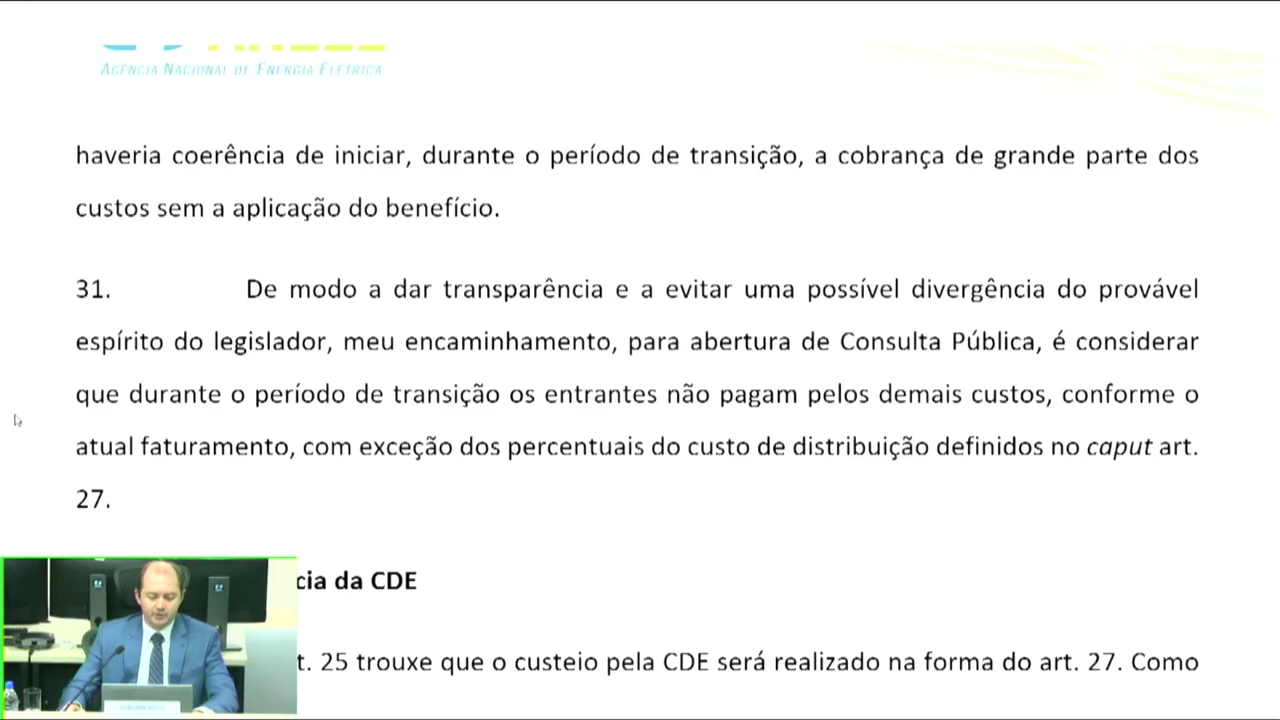 AGÊNCIA NACIONAL DE ENERGIA ELÉTRICA
haveria coerência de iniciar, durante o período de transição, a cobrança de grande parte dos
custos sem a aplicação do benefício.
31. De modo a dar transparência e a evitar uma possível divergência do provável
espírito do legislador, meu encaminhamento, para abertura de Consulta Pública, é considerar
que durante o período de transição os entrantes não pagam pelos demais custos, conforme o
atual faturamento, com exceção dos percentuais do custo de distribuição definidos no caput art.
27.
cia da CDE
t. 25 trouxe que o custeio pela CDE será realizado na forma do art. 27. Como